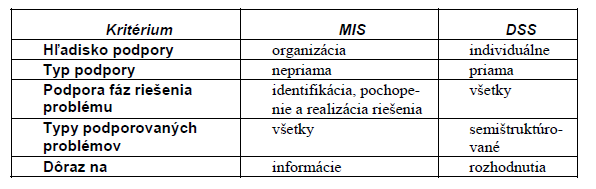 Kritérium MIS DSS
Hľadisko podpory organizácia individuálne
Typ podpory nepriama priama
Podpora fáz riešenia identifikácia, pochope- všetky
problému nie a realizácia riešenia
Typy podporovaných všetky semištruktúro-
problémov vané
Dôraz na informácie rozhodnutia